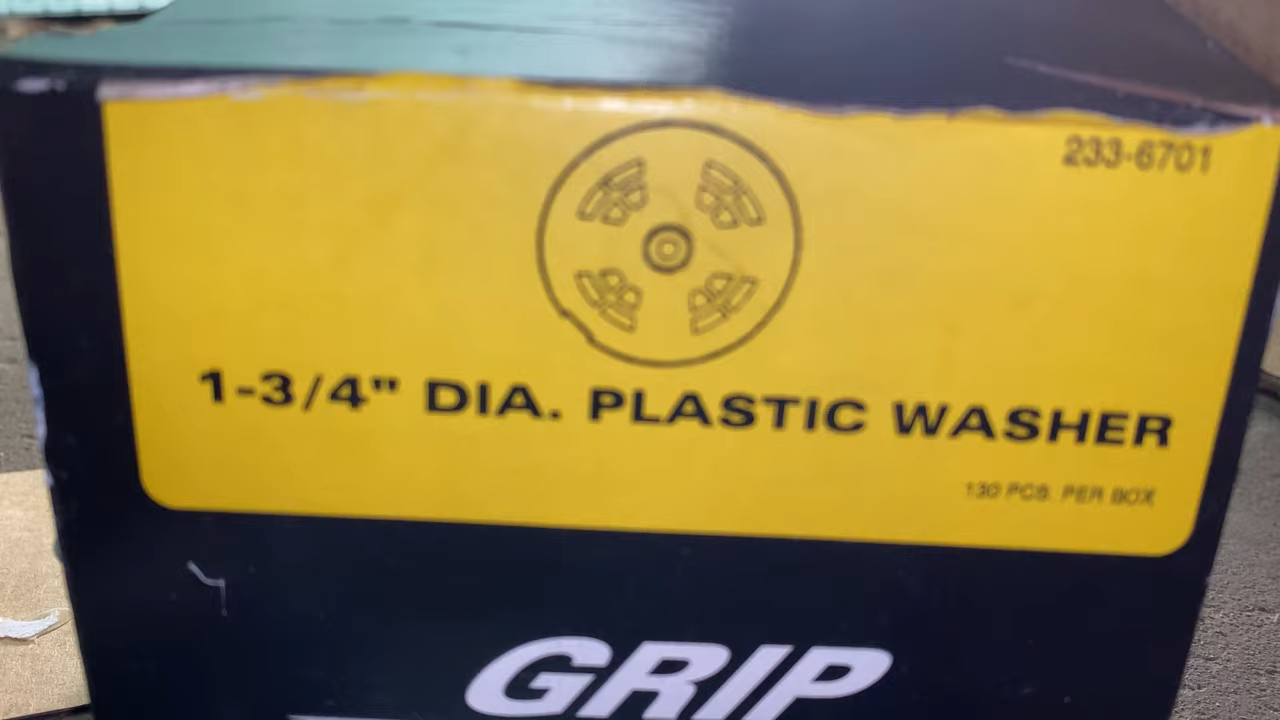 233-6701
1-3/4" DIA. PLASTIC WASHER
130 PCS. PER BOX
GRIP